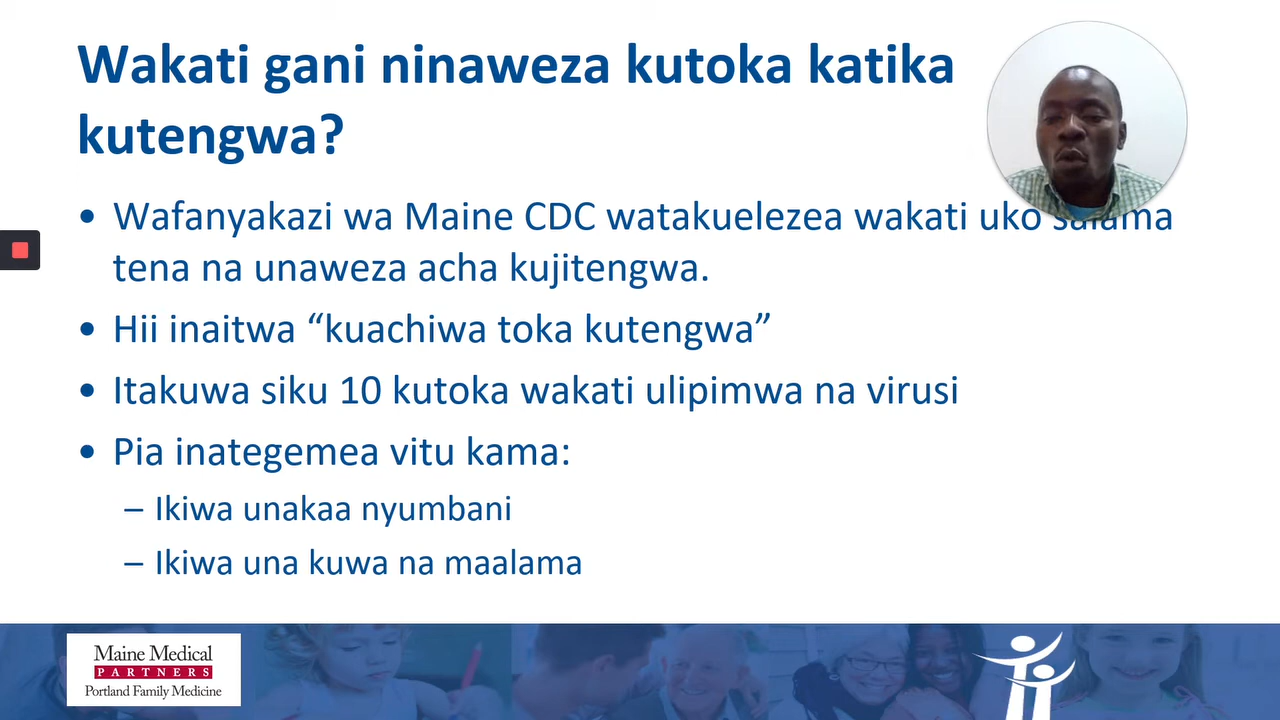 Wakati gani ninaweza kutoka katika
kutengwa?
• Wafanyakazi wa Maine CDC watakuelezea wakati uko salama
tena na unaweza acha kujitengwa.
• Hii inaitwa “kuachiwa toka kutengwa”
• Itakuwa siku 10 kutoka wakati ulipimwa na virusi
• Pia inategemea vitu kama:
– Ikiwa unakaa nyumbani
– Ikiwa una kuwa na maalama
Maine Medical
PARTNERS
Portland Family Medicine